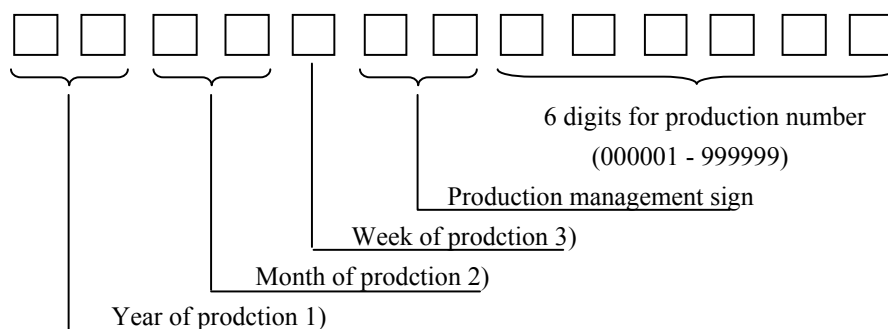 6 digits for production number
(000001 - 999999)
Production management sign
Week of prodction 3)
Month of prodction 2)
Year of prodction 1)